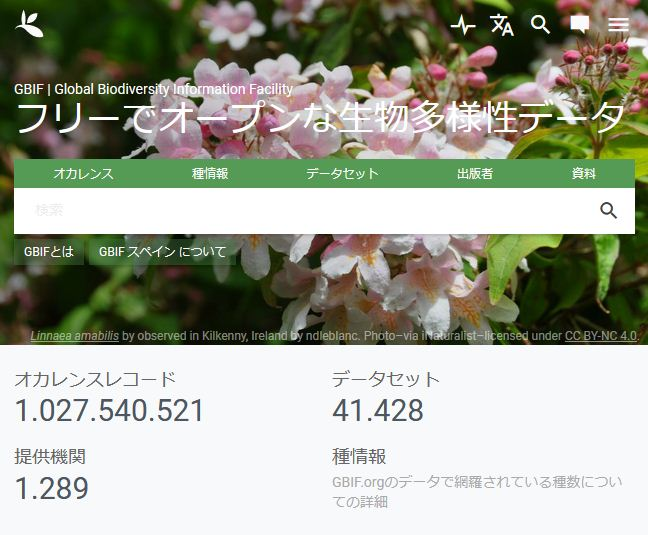 GBIF | Global Biodiversity Information Facility
フリーでオープンな生物多様性データ
オカレンス 種情報 データセット 出版者 資料
検索
GBIFとは GBIF スペイン について
Linnaea amabilis by observed in Kilkenny, Ireland by ndleblanc. Photo–via iNaturalist–licensed under CC BY-NC 4.0.
オカレンスレコード
1.027.540.521
データセット
41.428
提供機関
1.289
種情報
GBIF.orgのデータで網羅されている種数につい
ての詳細